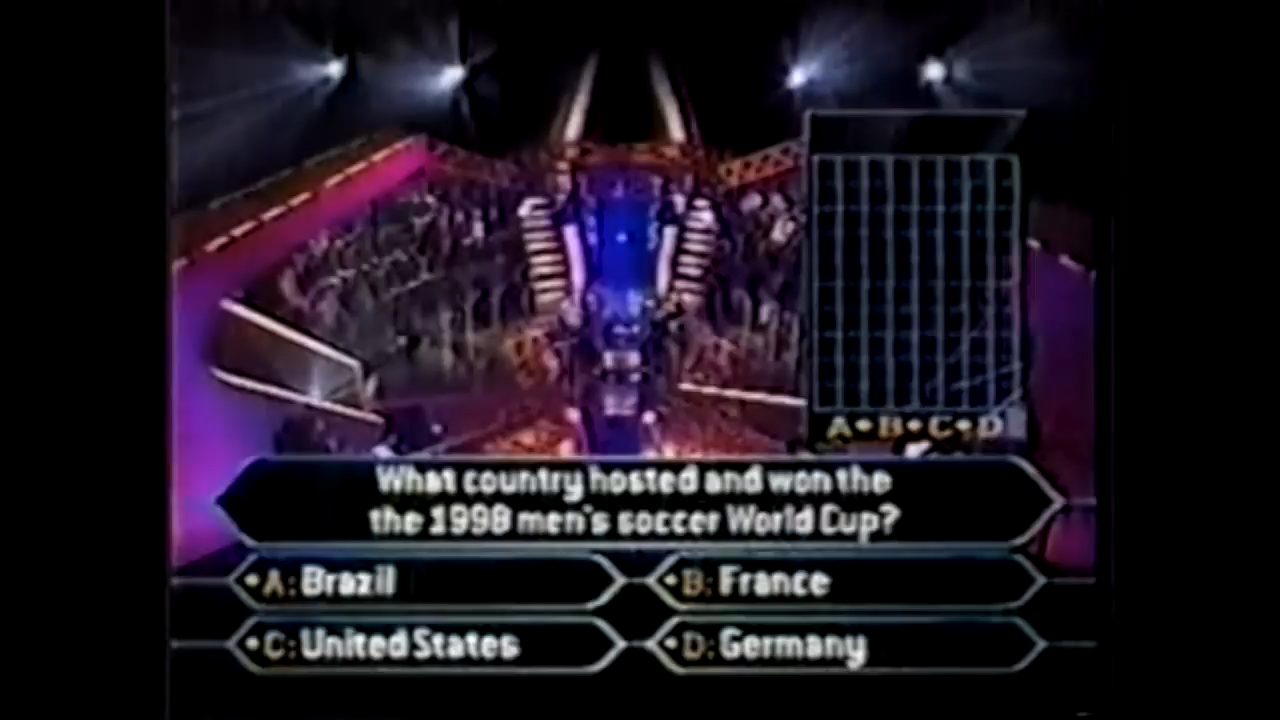 A•B•C•D
What country hosted and won the
the 1998 men's soccer World Cup?
•A: Brazil
•B: France
•C: United States
•D: Germany